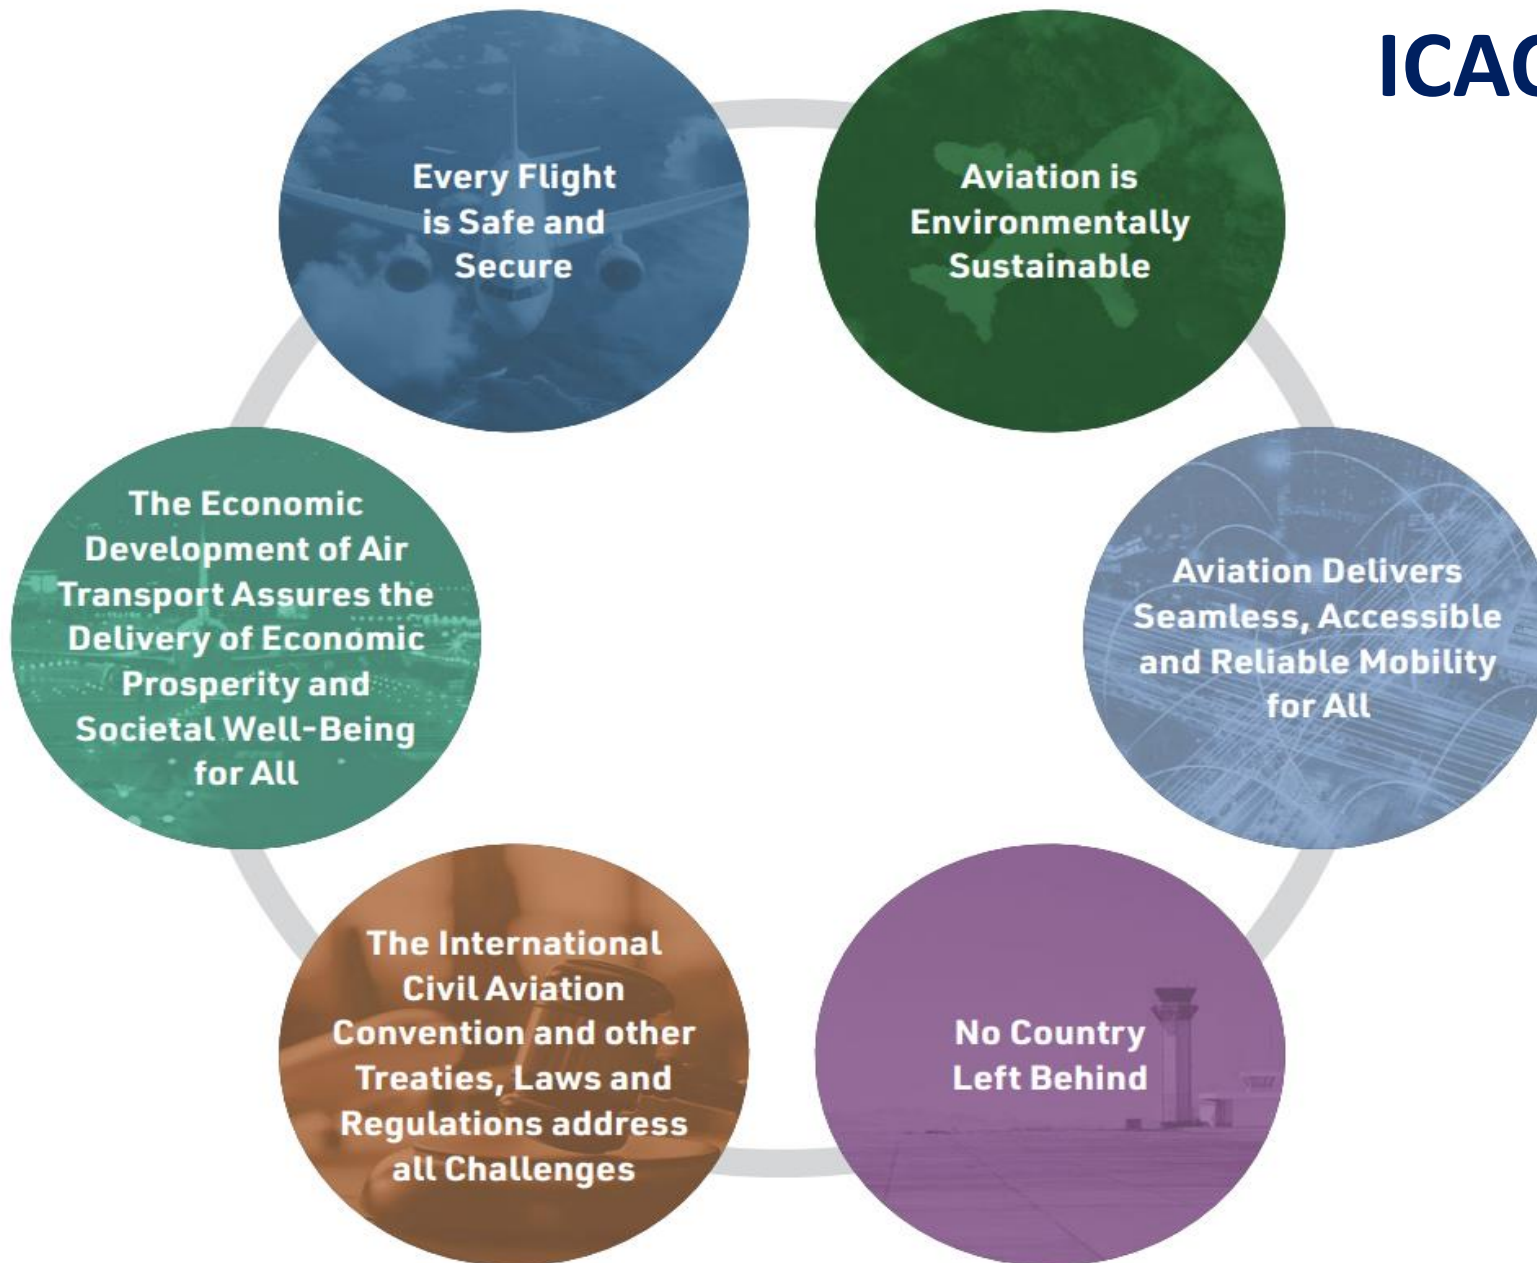 ICAO
Every Flight
is Safe and
Secure
Aviation is
Environmentally
Sustainable
The Economic
Development of Air
Transport Assures the
Delivery of Economic
Prosperity and
Societal Well-Being
for All
Aviation Delivers
Seamless, Accessible
and Reliable Mobility
for All
The International
Civil Aviation
Convention and other
Treaties, Laws and
Regulations address
all Challenges
No Country
Left Behind